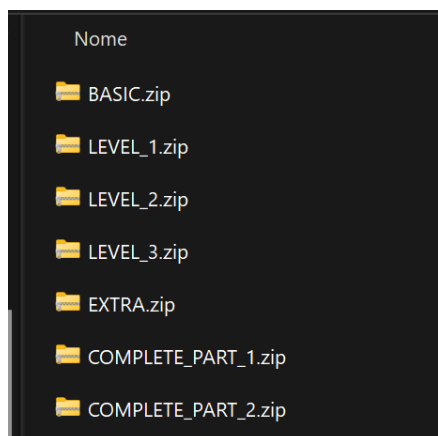 Nome
BASIC.zip
LEVEL_1.zip
LEVEL_2.zip
LEVEL_3.zip
EXTRA.zip
COMPLETE_PART_1.zip
COMPLETE_PART_2.zip